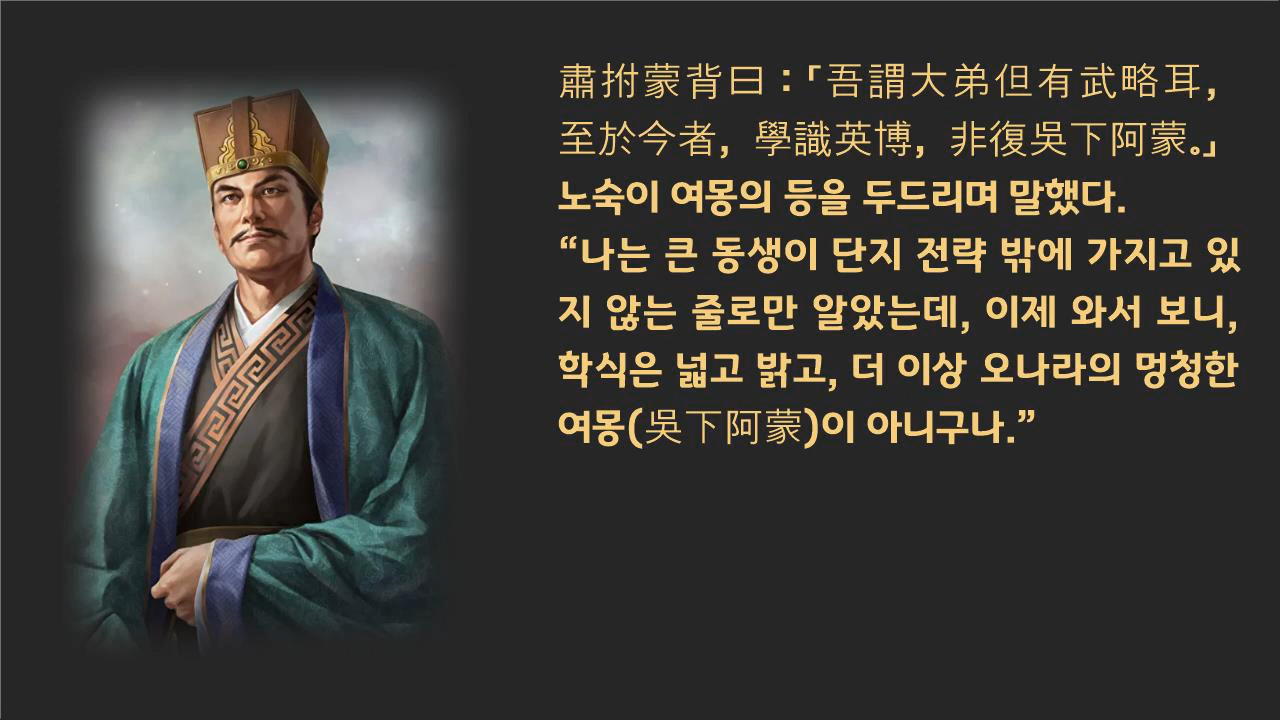 肅拊蒙背曰：「吾謂大弟但有武略耳,
至於今者, 學識英博, 非復吳下阿蒙。」
노숙이 여몽의 등을 두드리며 말했다.
“나는 큰 동생이 단지 전략 밖에 가지고 있
지 않는 줄로만 알았는데, 이제 와서 보니,
학식은 넓고 밝고, 더 이상 오나라의 멍청한
여몽(吳下阿蒙)이 아니구나.”